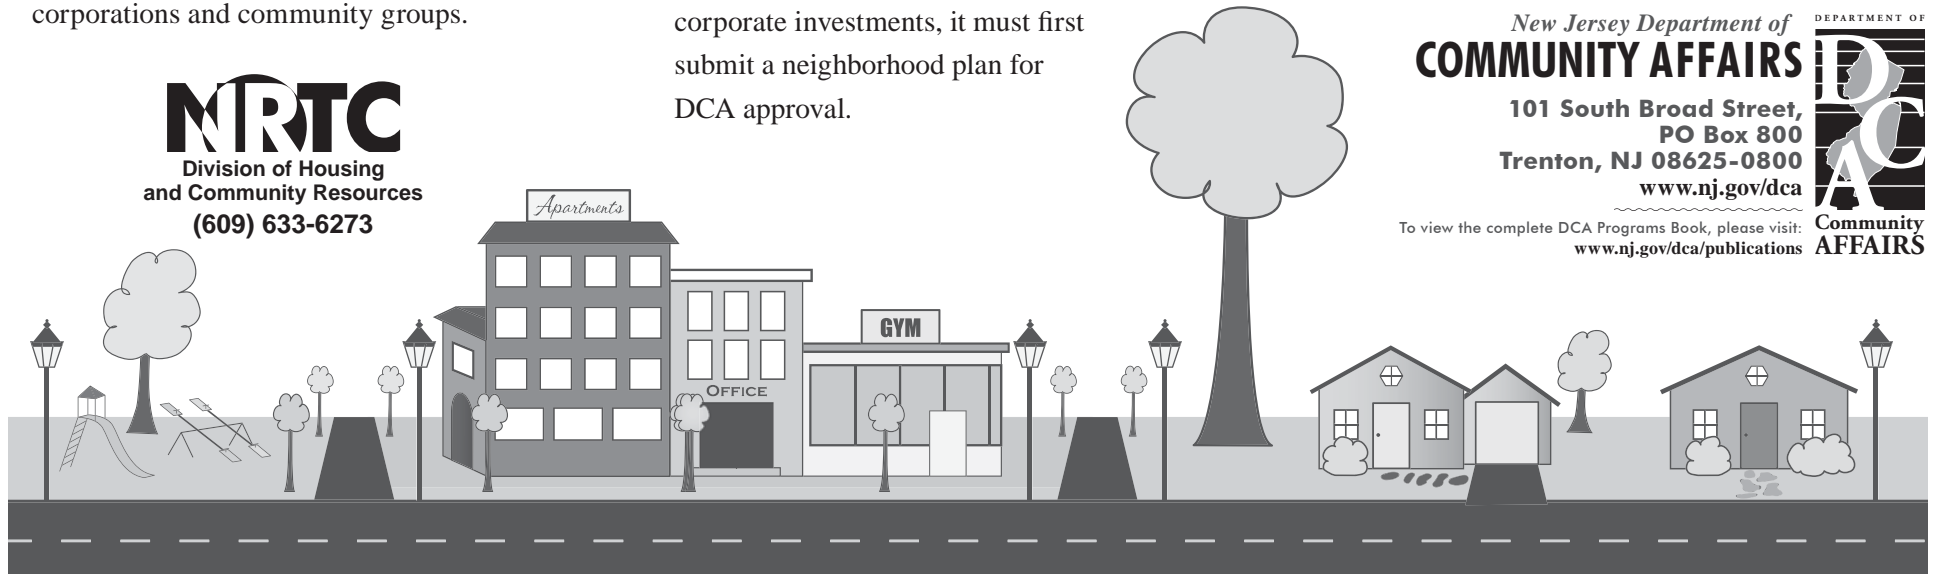 corporations and community groups.
NRTC
Division of Housing
and Community Resources
(609) 633-6273
corporate investments, it must first
submit a neighborhood plan for
DCA approval.
New Jersey Department of
COMMUNITY AFFAIRS
101 South Broad Street,
PO Box 800
Trenton, NJ 08625-0800
www.nj.gov/dca
To view the complete DCA Programs Book, please visit:
www.nj.gov/dca/publications
DEPARTMENT OF
DCA
Community
AFFAIRS
Apartments
OFFICE
GYM